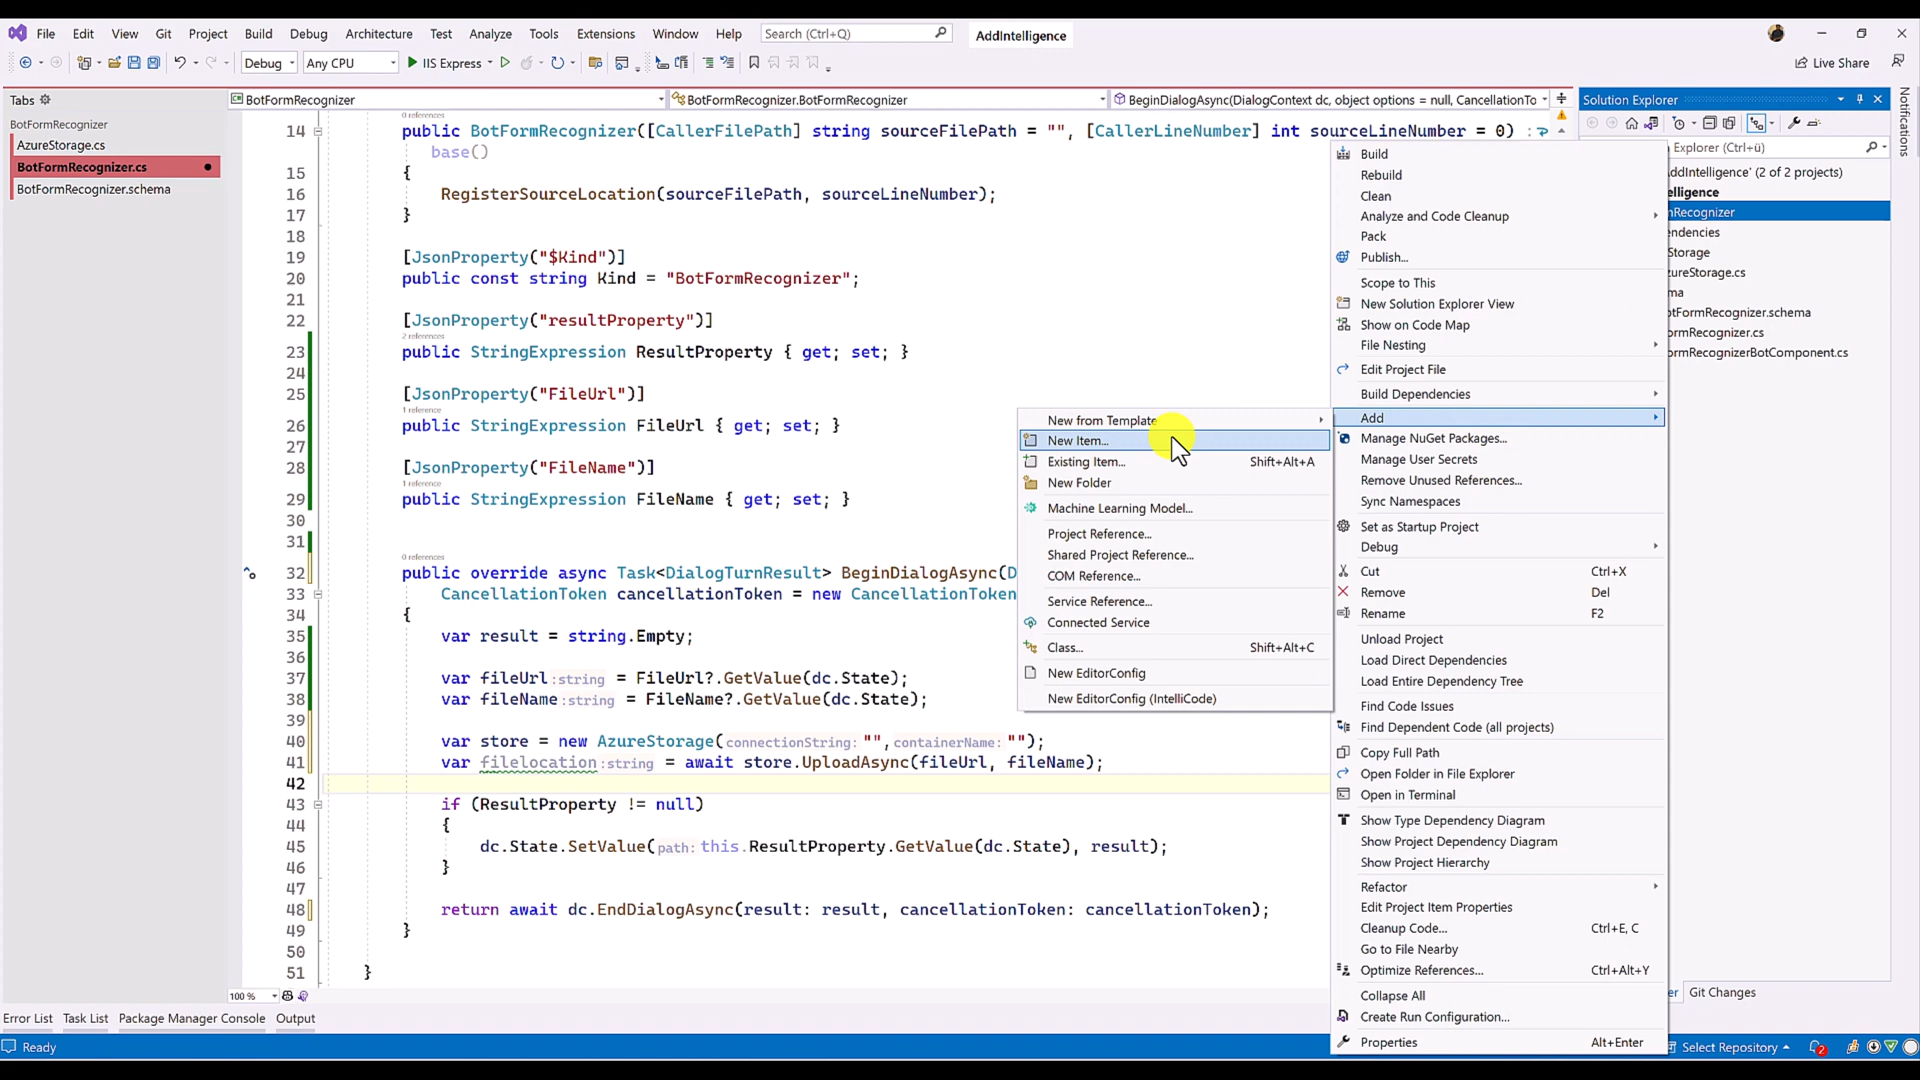 File Edit View Git Project Build Debug Architecture Test Analyze Tools Extensions Window Help Search (Ctrl+Q) AddIntelligence
Debug Any CPU IIS Express Live Share
Tabs
BotFormRecognizer
AzureStorage.cs
BotFormRecognizer.cs
BotFormRecognizer.schema
BotFormRecognizer BotFormRecognizer.BotFormRecognizer BeginDialogAsync(DialogContext dc, object options = null, CancellationTo
0 references
14 public BotFormRecognizer([CallerFilePath] string sourceFilePath = "", [CallerLineNumber] int sourceLineNumber = 0) :
base()
15 {
16 RegisterSourceLocation(sourceFilePath, sourceLineNumber);
17 }
18
19 [JsonProperty("$Kind")]
20 public const string Kind = "BotFormRecognizer";
21
22 [JsonProperty("resultProperty")]
2 references
23 public StringExpression ResultProperty { get; set; }
24
25 [JsonProperty("FileUrl")]
1 reference
26 public StringExpression FileUrl { get; set; }
27
28 [JsonProperty("FileName")]
1 reference
29 public StringExpression FileName { get; set; }
30
31
0 references
32 public override async Task<DialogTurnResult> BeginDialogAsync(D
33 CancellationToken cancellationToken = new CancellationToken
34 {
35 var result = string.Empty;
36
37 var fileUrl :string = FileUrl?.GetValue(dc.State);
38 var fileName :string = FileName?.GetValue(dc.State);
39
40 var store = new AzureStorage(connectionString: "", containerName: "");
41 var filelocation :string = await store.UploadAsync(fileUrl, fileName);
42
43 if (ResultProperty != null)
44 {
45 dc.State.SetValue(path: this.ResultProperty.GetValue(dc.State), result);
46 }
47
48 return await dc.EndDialogAsync(result: result, cancellationToken: cancellationToken);
49 }
50
51 }
100 %
New from Template
New Item...
Existing Item... Shift+Alt+A
New Folder
Machine Learning Model...
Project Reference...
Shared Project Reference...
COM Reference...
Service Reference...
Connected Service
Class... Shift+Alt+C
New EditorConfig
New EditorConfig (IntelliCode)
Build
Rebuild
Clean
Analyze and Code Cleanup
Pack
Publish...
Scope to This
New Solution Explorer View
Show on Code Map
File Nesting
Edit Project File
Build Dependencies
Add
Manage NuGet Packages...
Manage User Secrets
Remove Unused References...
Sync Namespaces
Set as Startup Project
Debug
Cut Ctrl+X
Remove Del
Rename F2
Unload Project
Load Direct Dependencies
Load Entire Dependency Tree
Find Code Issues
Find Dependent Code (all projects)
Copy Full Path
Open Folder in File Explorer
Open in Terminal
Show Type Dependency Diagram
Show Project Dependency Diagram
Show Project Hierarchy
Refactor
Edit Project Item Properties
Cleanup Code... Ctrl+E, C
Go to File Nearby
Optimize References... Ctrl+Alt+Y
Collapse All
Create Run Configuration...
Properties Alt+Enter
Solution Explorer
Explorer (Ctrl+ü)
ddIntelligence' (2 of 2 projects)
elligence
mRecognizer
endencies
Storage
zureStorage.cs
ma
otFormRecognizer.schema
ormRecognizer.cs
ormRecognizerBotComponent.cs
er Git Changes
Notifications
Error List Task List Package Manager Console Output
Ready Select Repository 2